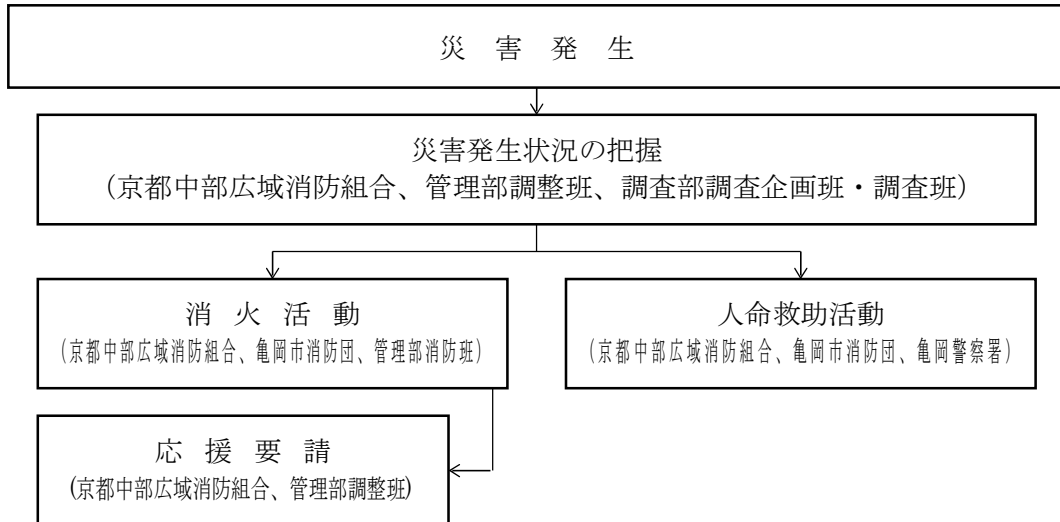 災　害　発　生
災害発生状況の把握
（京都中部広域消防組合、管理部調整班、調査部調査企画班・調査班）
消　火　活　動
（京都中部広域消防組合、亀岡市消防団、管理部消防班）
人命救助活動
（京都中部広域消防組合、亀岡市消防団、亀岡警察署）
応　援　要　請
（京都中部広域消防組合、管理部調整班）